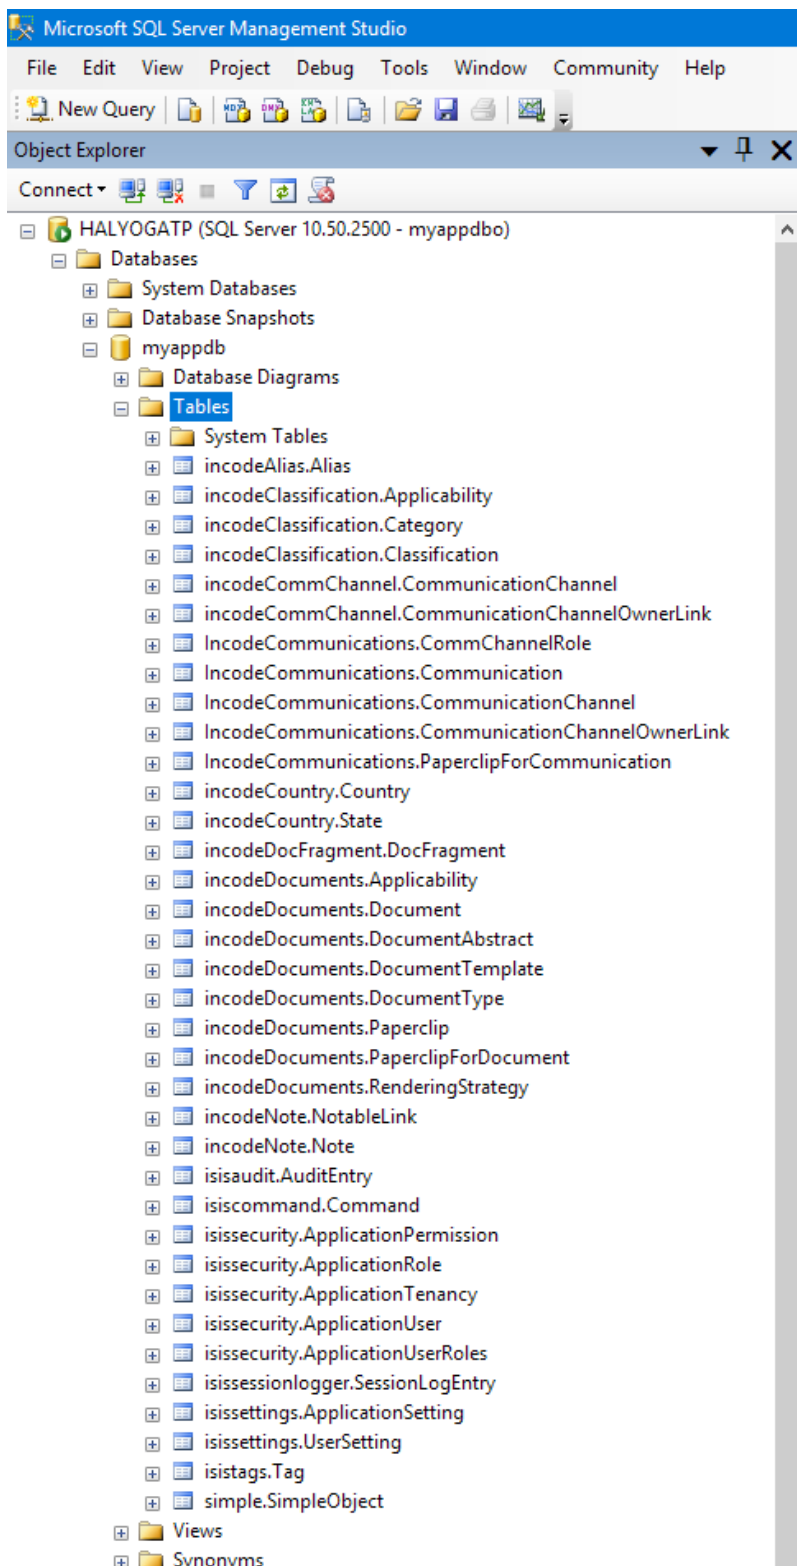 Microsoft SQL Server Management Studio
File Edit View Project Debug Tools Window Community Help
New Query
Object Explorer
Connect
HALYOGATP (SQL Server 10.50.2500 - myappdbo)
Databases
System Databases
Database Snapshots
myappdb
Database Diagrams
Tables
System Tables
incodeAlias.Alias
incodeClassification.Applicability
incodeClassification.Category
incodeClassification.Classification
incodeCommChannel.CommunicationChannel
incodeCommChannel.CommunicationChannelOwnerLink
IncodeCommunications.CommChannelRole
IncodeCommunications.Communication
IncodeCommunications.CommunicationChannel
IncodeCommunications.CommunicationChannelOwnerLink
IncodeCommunications.PaperclipForCommunication
incodeCountry.Country
incodeCountry.State
incodeDocFragment.DocFragment
incodeDocuments.Applicability
incodeDocuments.Document
incodeDocuments.DocumentAbstract
incodeDocuments.DocumentTemplate
incodeDocuments.DocumentType
incodeDocuments.Paperclip
incodeDocuments.PaperclipForDocument
incodeDocuments.RenderingStrategy
incodeNote.NotableLink
incodeNote.Note
isisaudit.AuditEntry
isiscommand.Command
isissecurity.ApplicationPermission
isissecurity.ApplicationRole
isissecurity.ApplicationTenancy
isissecurity.ApplicationUser
isissecurity.ApplicationUserRoles
isissessionlogger.SessionLogEntry
isissettings.ApplicationSetting
isissettings.UserSetting
isistags.Tag
simple.SimpleObject
Views
Synonyms